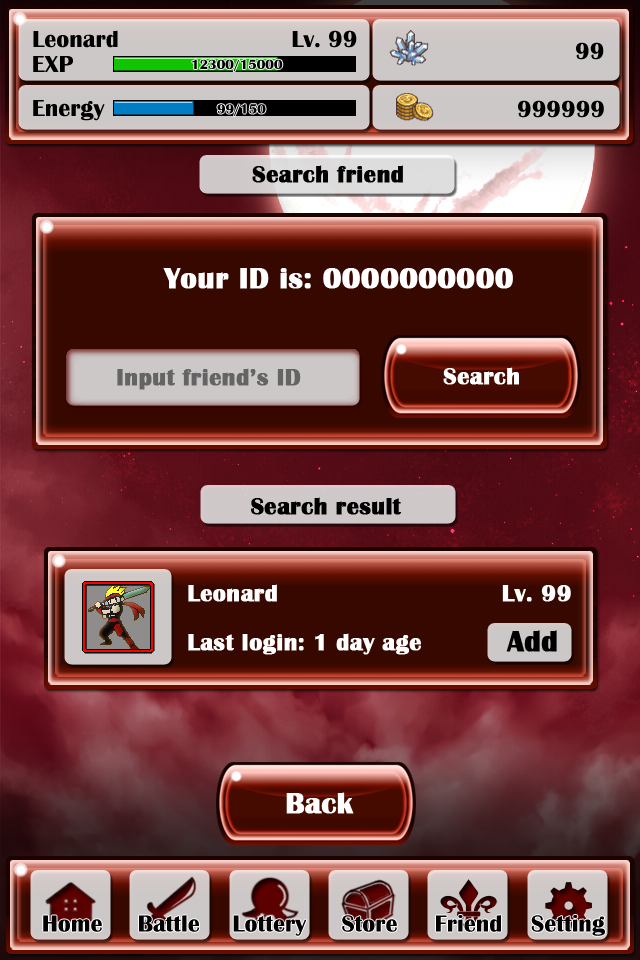 Leonard Lv. 99
EXP 12300/15000
99
Energy 99/150
999999
Search friend
Your ID is: 0000000000
Input friend's ID
Search
Search result
Leonard Lv. 99
Last login: 1 day age
Add
Back
Home Battle Lottery Store Friend Setting